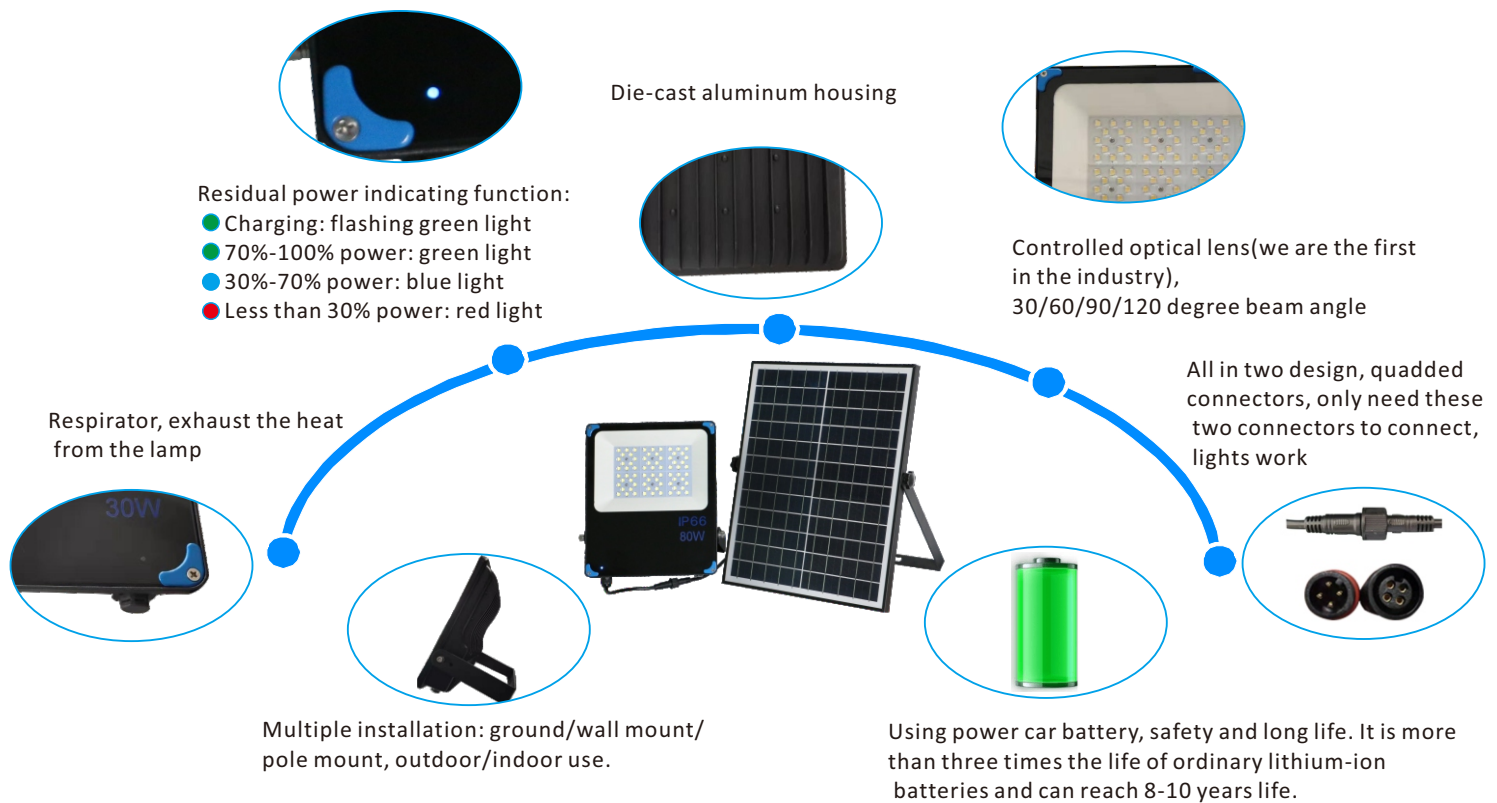 Die-cast aluminum housing
Residual power indicating function:
Charging: flashing green light
70%-100% power: green light
30%-70% power: blue light
Less than 30% power: red light
Controlled optical lens(we are the first
in the industry),
30/60/90/120 degree beam angle
Respirator, exhaust the heat
from the lamp
30W
All in two design, quadded
connectors, only need these
two connectors to connect,
lights work
IP66
80W
Multiple installation: ground/wall mount/
pole mount, outdoor/indoor use.
Using power car battery, safety and long life. It is more
than three times the life of ordinary lithium-ion
batteries and can reach 8-10 years life.